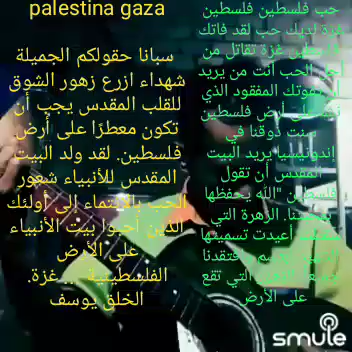 palestina gaza
سبانا حقولكم الجميلة
شهداء ازرع زهور الشوق
للقلب المقدس يجب أن
تكون معطرًا على أرض
فلسطين. لقد ولد البيت
المقدس للأنبياء شعور
الحب بالانتماء إلى أولئك
الذين أحبوا بيت الأنبياء
على الأرض
الفلسطينية ... غزة.
الخلق يوسف
حب فلسطين فلسطين
غزة لديك حب لقد فاتك
غزة تقاتل من
أجل الحب أنت من يريد
صوتك المفقود الذي
على أرض فلسطين
ذوقنا في
إندونيسيا يريد البيت
المقدس أن تقول
فلسطين "الله يحفظها
الزهرة التي
أعيدت تسميتها
التي تقع
على الأرض
smule